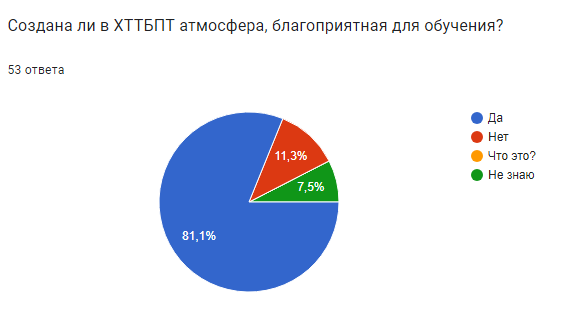 Создана ли в ХТТБПТ атмосфера, благоприятная для обучения?
53 ответа
Да
Нет
Что это?
Не знаю
11,3%
7,5%
81,1%